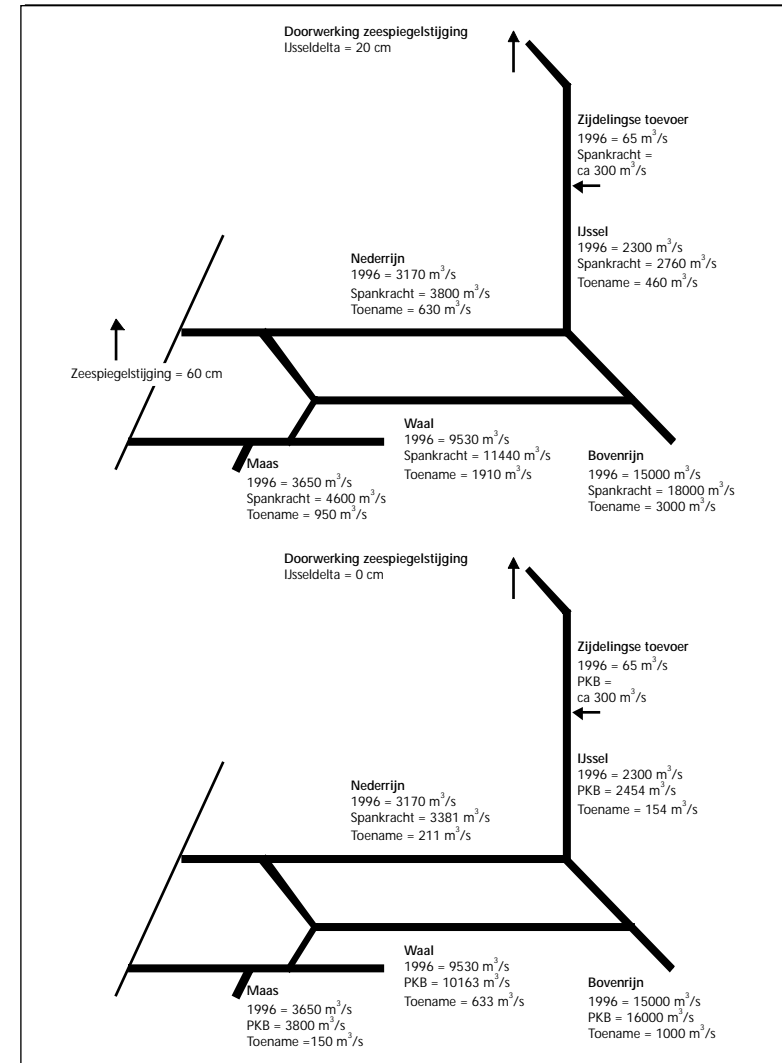 Doorwerking zeespiegelstijging
IJsseldelta = 20 cm
Zijdelingse toevoer
1996 = 65 m³/s
Spankracht =
ca 300 m³/s
IJssel
1996 = 2300 m³/s
Spankracht = 2760 m³/s
Toename = 460 m³/s
Nederrijn
1996 = 3170 m³/s
Spankracht = 3800 m³/s
Toename = 630 m³/s
Zeespiegelstijging = 60 cm
Waal
1996 = 9530 m³/s
Spankracht = 11440 m³/s
Toename = 1910 m³/s
Bovenrijn
1996 = 15000 m³/s
Spankracht = 18000 m³/s
Toename = 3000 m³/s
Maas
1996 = 3650 m³/s
Spankracht = 4600 m³/s
Toename = 950 m³/s
Doorwerking zeespiegelstijging
IJsseldelta = 0 cm
Zijdelingse toevoer
1996 = 65 m³/s
PKB =
ca 300 m³/s
IJssel
1996 = 2300 m³/s
PKB = 2454 m³/s
Toename = 154 m³/s
Nederrijn
1996 = 3170 m³/s
Spankracht = 3381 m³/s
Toename = 211 m³/s
Waal
1996 = 9530 m³/s
PKB = 10163 m³/s
Toename = 633 m³/s
Bovenrijn
1996 = 15000 m³/s
PKB = 16000 m³/s
Toename = 1000 m³/s
Maas
1996 = 3650 m³/s
PKB = 3800 m³/s
Toename =150 m³/s